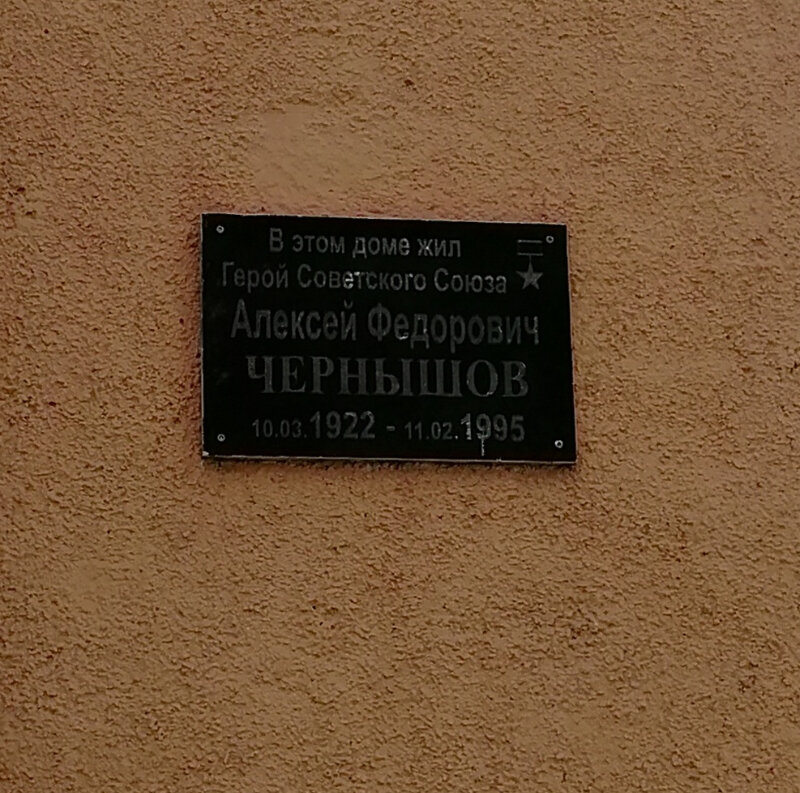 В этом доме жил
Герой Советского Союза
Алексей Федорович
ЧЕРНЫШОВ
10.03.1922 - 11.02.1995